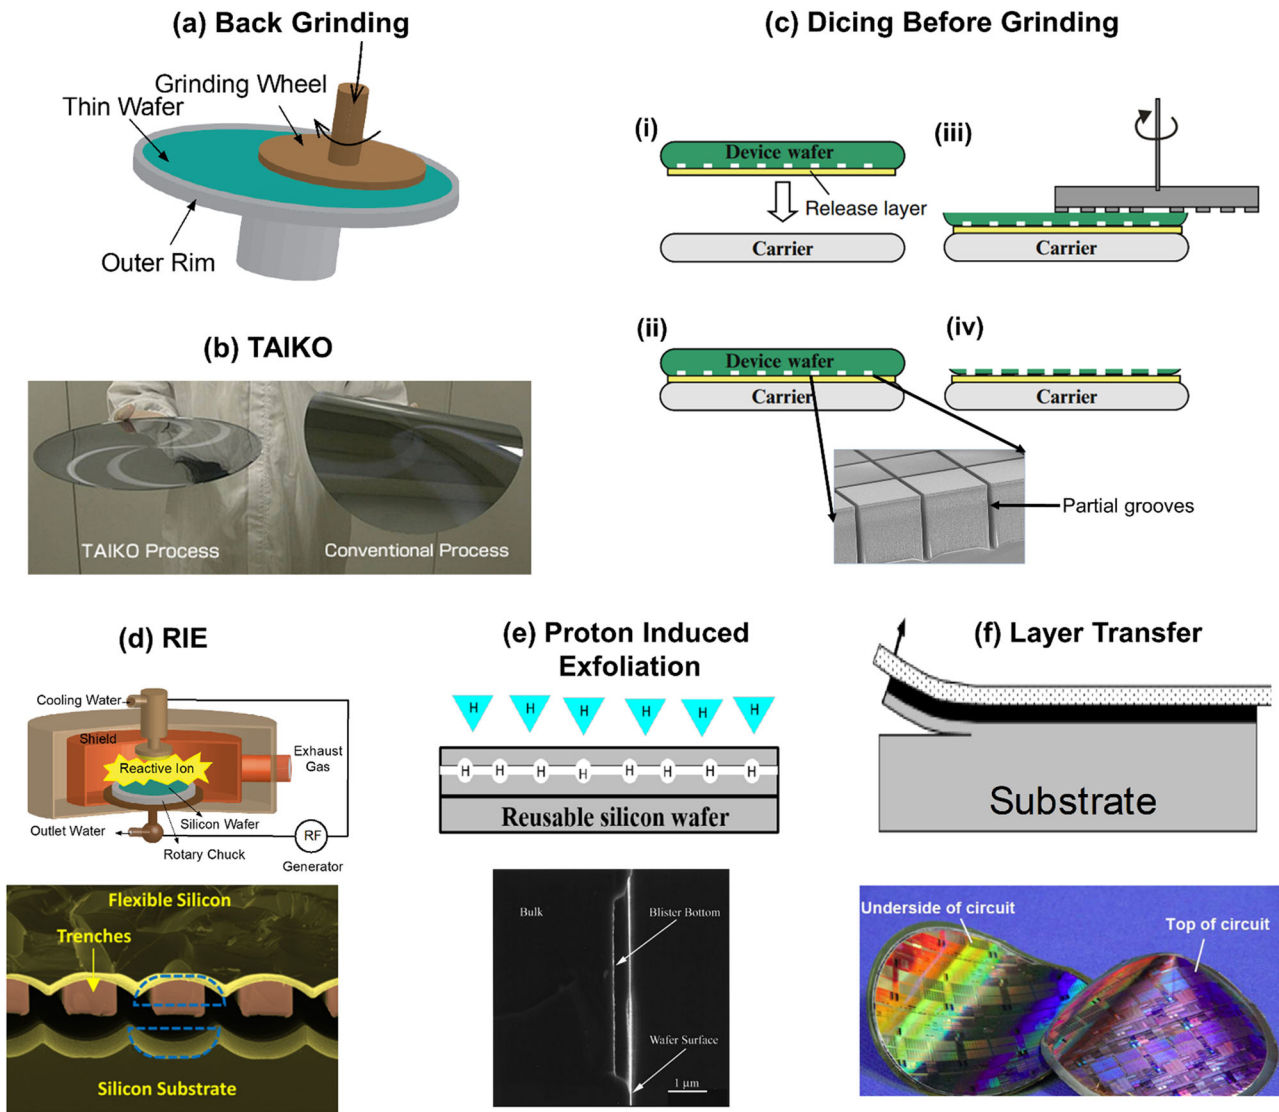 (a) Back Grinding
Grinding Wheel
Thin Wafer
Outer Rim
(b) TAIKO
TAIKO Process
Conventional Process
(c) Dicing Before Grinding
(i)
Device wafer
Release layer
Carrier
(iii)
Carrier
(ii)
Device wafer
Carrier
(iv)
Carrier
Partial grooves
(d) RIE
Cooling Water
Shield
Reactive Ion
Exhaust
Gas
Silicon Wafer
Outlet Water
Rotary Chuck
RF
Generator
Flexible Silicon
Trenches
Silicon Substrate
(e) Proton Induced
Exfoliation
H H H H H H
H H H H H H H H
Reusable silicon wafer
Bulk
Blister Bottom
Wafer Surface
1 µm
(f) Layer Transfer
Substrate
Underside of circuit
Top of circuit